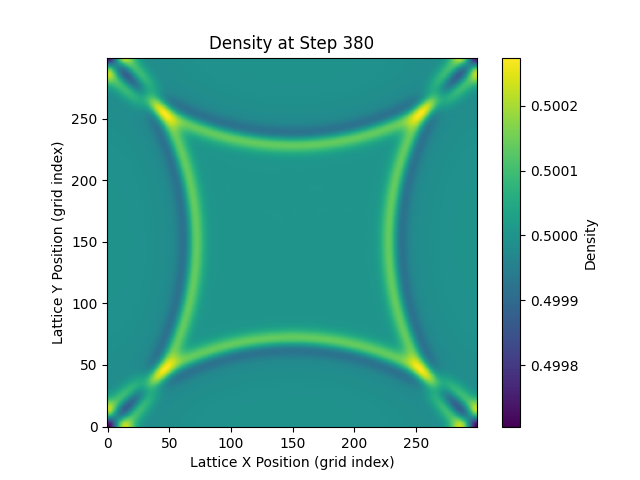 Density at Step 380
250
200
150
100
50
0
Lattice Y Position (grid index)
0 50 100 150 200 250
Lattice X Position (grid index)
0.5002
0.5001
0.5000
0.4999
0.4998
Density